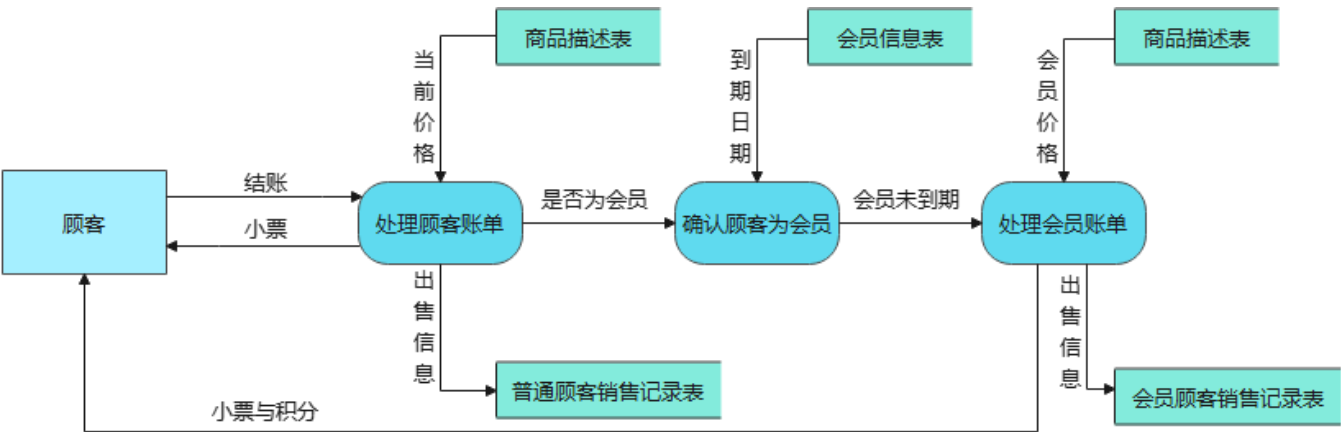 商品描述表
会员信息表
商品描述表
当前价格
到期日期
会员价格
顾客
结账
小票
处理顾客账单
是否为会员
确认顾客为会员
会员未到期
处理会员账单
出售信息
出售信息
普通顾客销售记录表
会员顾客销售记录表
小票与积分